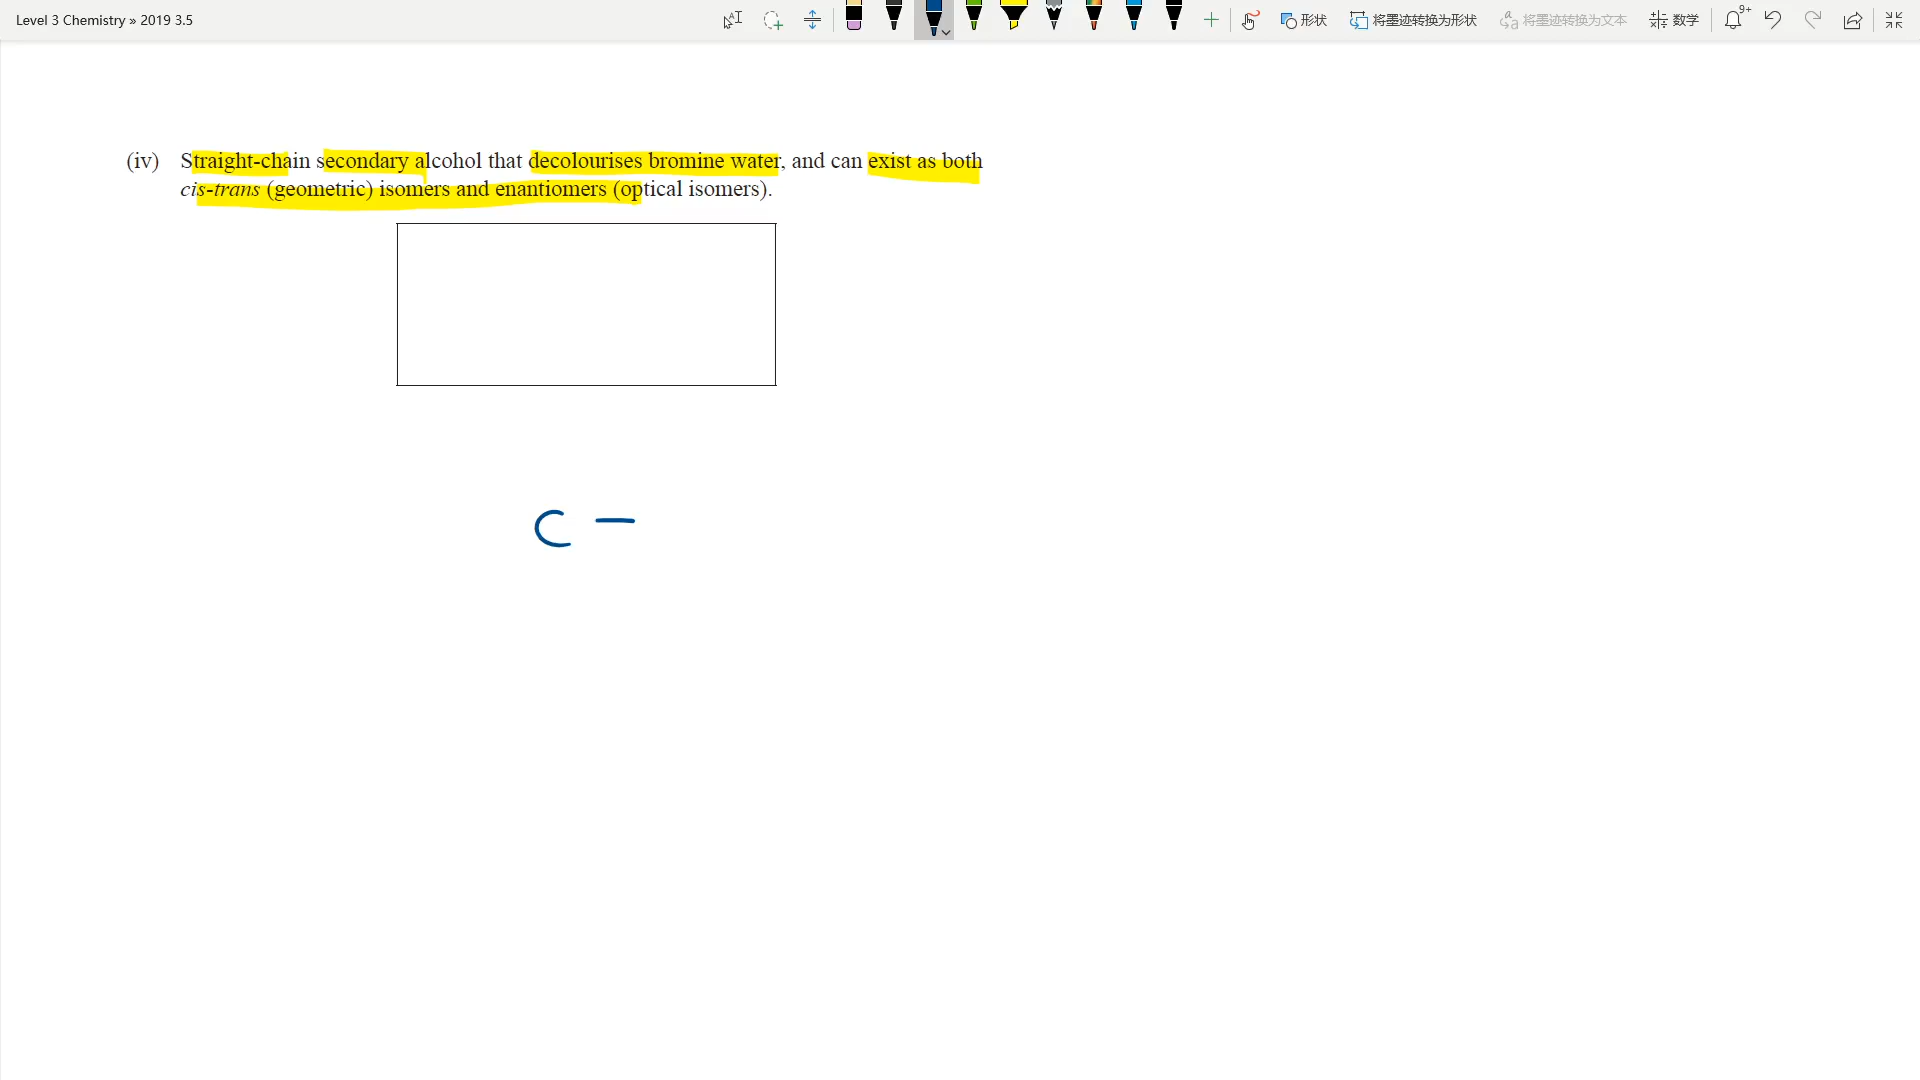 Level 3 Chemistry » 2019 3.5
形状 将墨迹转换为形状 将墨迹转换为文本 数学 9+
(iv) Straight-chain secondary alcohol that decolourises bromine water, and can exist as both
cis-trans (geometric) isomers and enantiomers (optical isomers).
C –